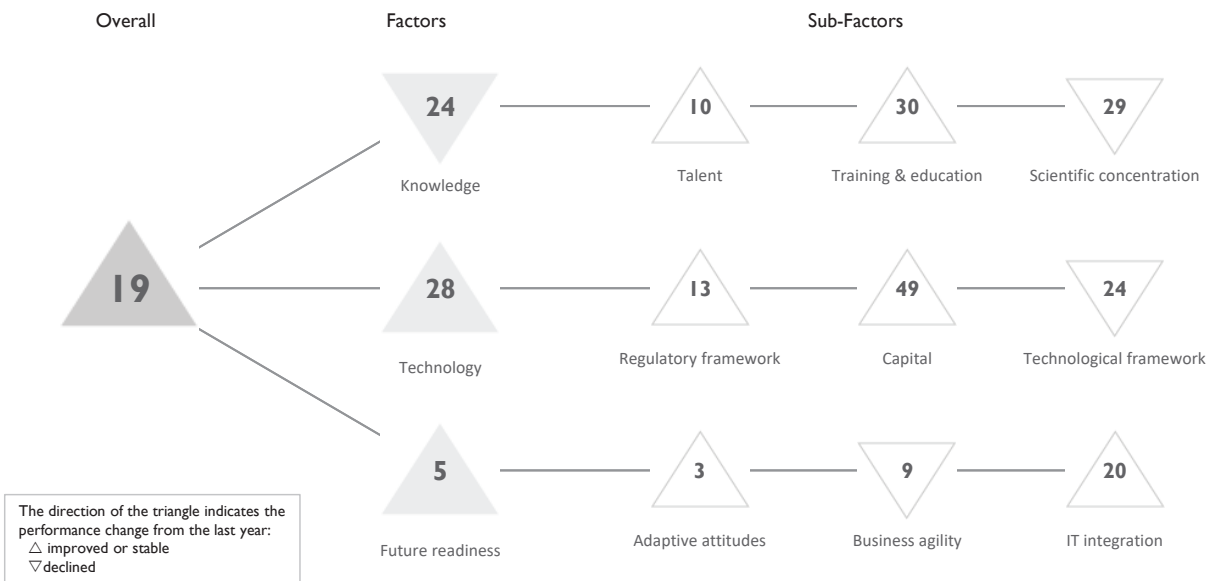 Overall
Factors
Sub-Factors
24
10
30
29
Knowledge
Talent
Training & education
Scientific concentration
19
28
13
49
24
Technology
Regulatory framework
Capital
Technological framework
5
3
9
20
Future readiness
Adaptive attitudes
Business agility
IT integration
The direction of the triangle indicates the
performance change from the last year:
△ improved or stable
▽ declined